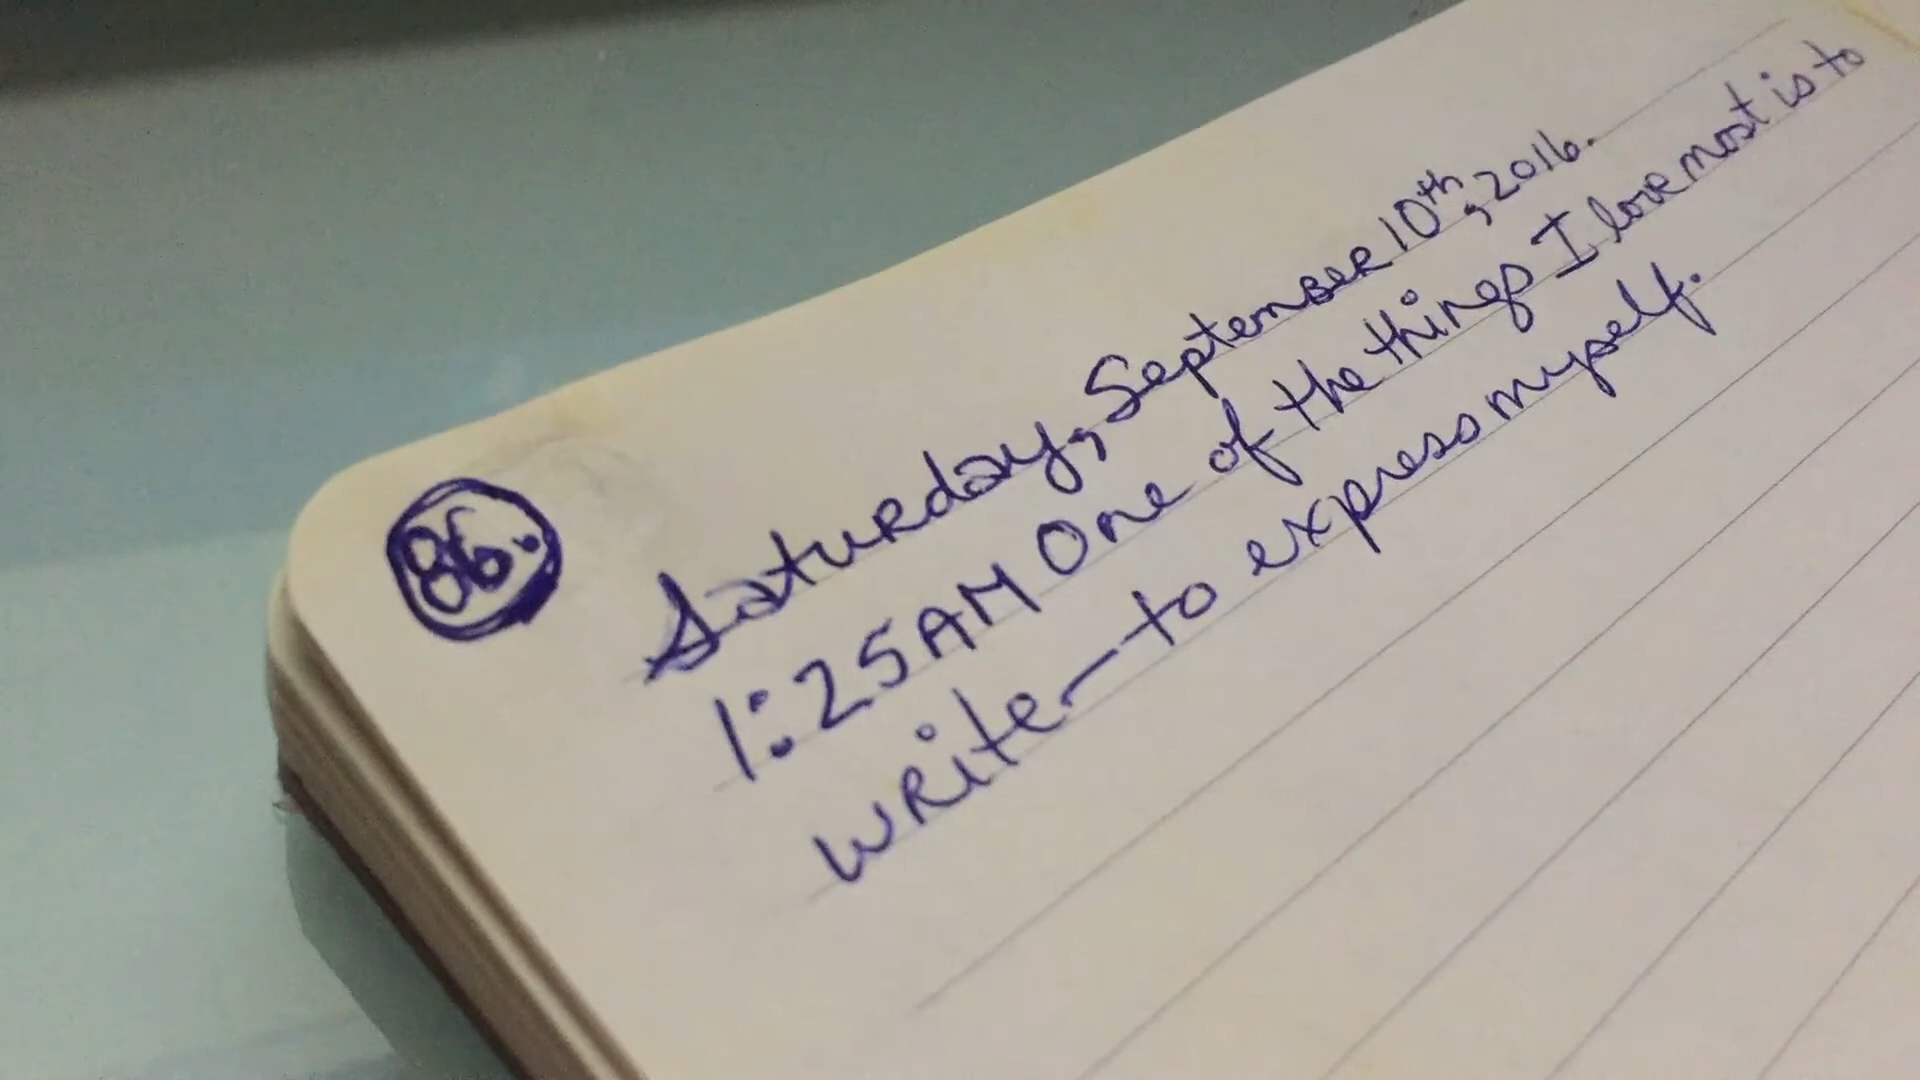 86.
Saturday, September 10th, 2016.
1:25AM One of the things I love most is to
write—to express myself.